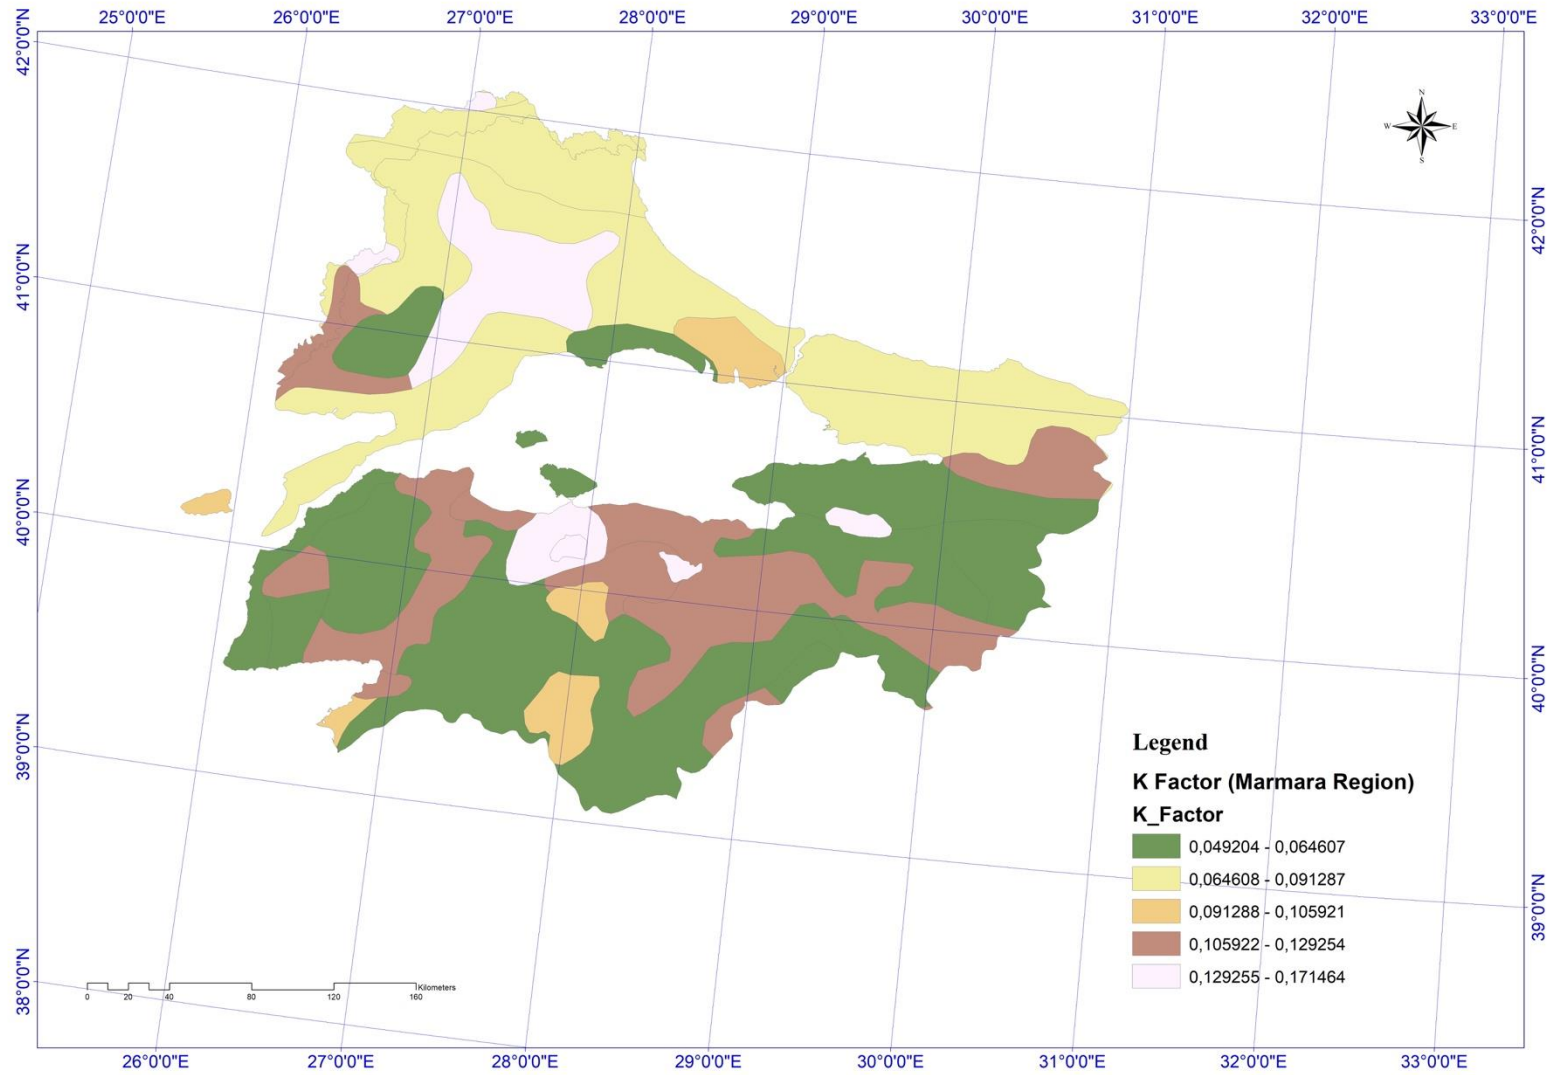 25°0'0"E 26°0'0"E 27°0'0"E 28°0'0"E 29°0'0"E 30°0'0"E 31°0'0"E 32°0'0"E 33°0'0"E
42°0'0"N
41°0'0"N
40°0'0"N
39°0'0"N
38°0'0"N
N
W E
S
42°0'0"N
41°0'0"N
40°0'0"N
39°0'0"N
Legend
K Factor (Marmara Region)
K_Factor
0,049204 - 0,064607
0,064608 - 0,091287
0,091288 - 0,105921
0,105922 - 0,129254
0,129255 - 0,171464
Kilometers
0 20 40 80 120 160
26°0'0"E 27°0'0"E 28°0'0"E 29°0'0"E 30°0'0"E 31°0'0"E 32°0'0"E 33°0'0"E